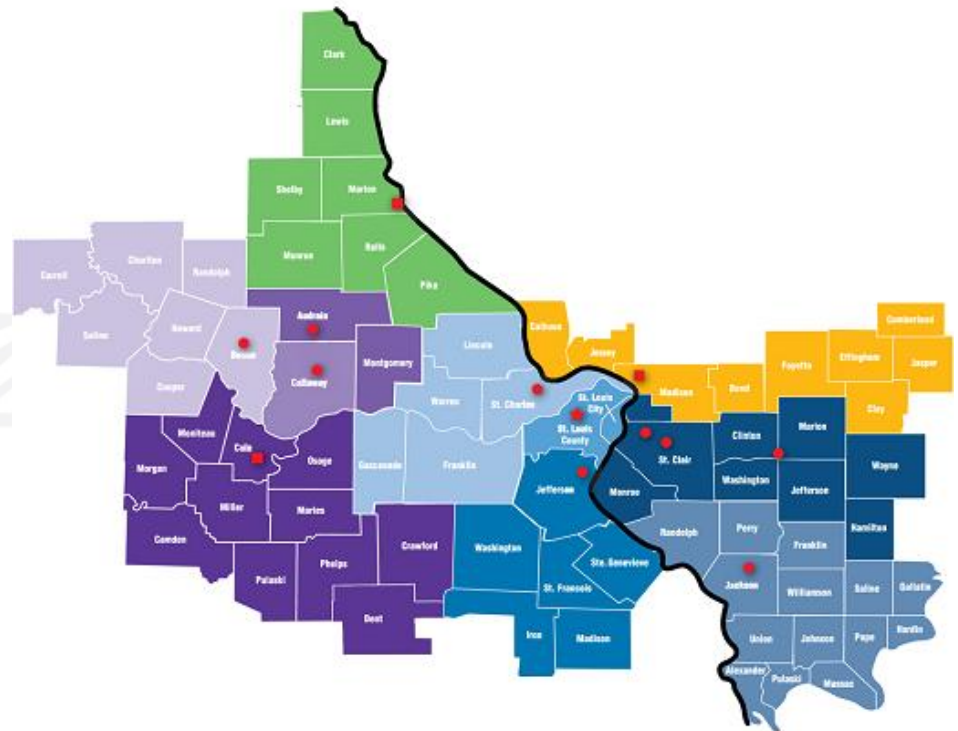 Clark
Lewis
Shelby
Marion
Monroe
Ralls
Pike
Carroll
Chariton
Randolph
Saline
Howard
Boone
Cooper
Audrain
Callaway
Montgomery
Moniteau
Cole
Osage
Morgan
Miller
Maries
Camden
Pulaski
Phelps
Crawford
Dent
Lincoln
Warren
St. Charles
Gasconade
Franklin
St. Louis
City
St. Louis
County
Jefferson
Washington
Ste. Genevieve
St. Francois
Iron
Madison
Calhoun
Jersey
Madison
Bond
Fayette
Effingham
Cumberland
Jasper
Clay
St. Clair
Clinton
Marion
Washington
Jefferson
Wayne
Hamilton
Monroe
Randolph
Perry
Franklin
Jackson
Williamson
Saline
Gallatin
Union
Johnson
Pope
Hardin
Alexander
Pulaski
Massac